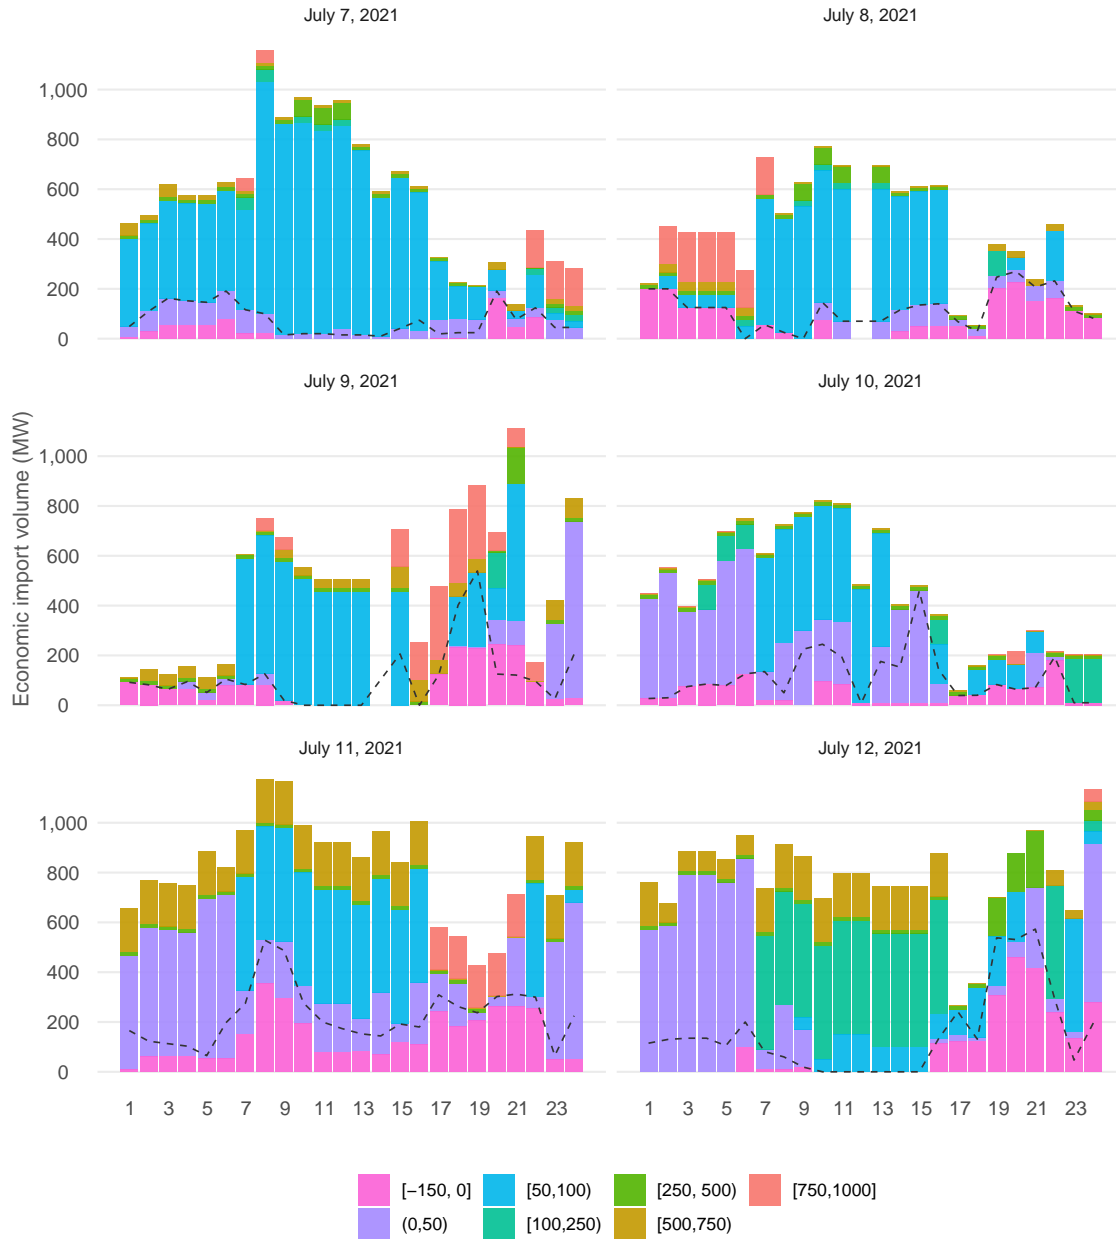 July 7, 2021
July 8, 2021
1,000
800
600
400
200
0
July 9, 2021
July 10, 2021
1,000
800
600
400
200
0
Economic import volume (MW)
July 11, 2021
July 12, 2021
1,000
800
600
400
200
0
1 3 5 7 9 11 13 15 17 19 21 23
1 3 5 7 9 11 13 15 17 19 21 23
[−150, 0] [50,100) [250, 500) [750,1000]
(0,50) [100,250) [500,750)